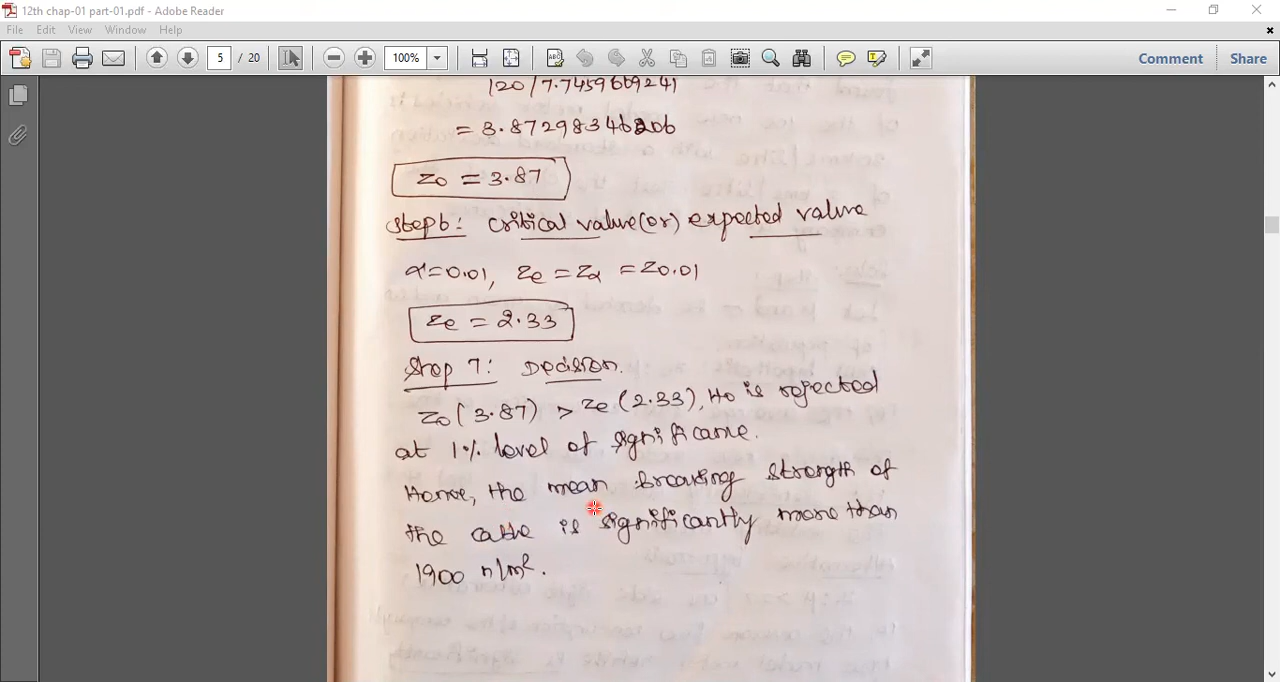 12th chap-01 part-01.pdf - Adobe Reader
File Edit View Window Help
5 / 20 100% Comment Share
120/7.7459669241
= 3.87298346206
Z₀ = 3.87
Step6: Critical value(or) expected value
α=0.01, Ze = Zα = Z0.01
Ze = 2.33
Step 7: Decision.
Z₀(3.87) > Ze(2.33), H₀ is rejected
at 1% level of significance.
Hence, the mean breaking strength of
the cable is significantly more than
1900 n/m².